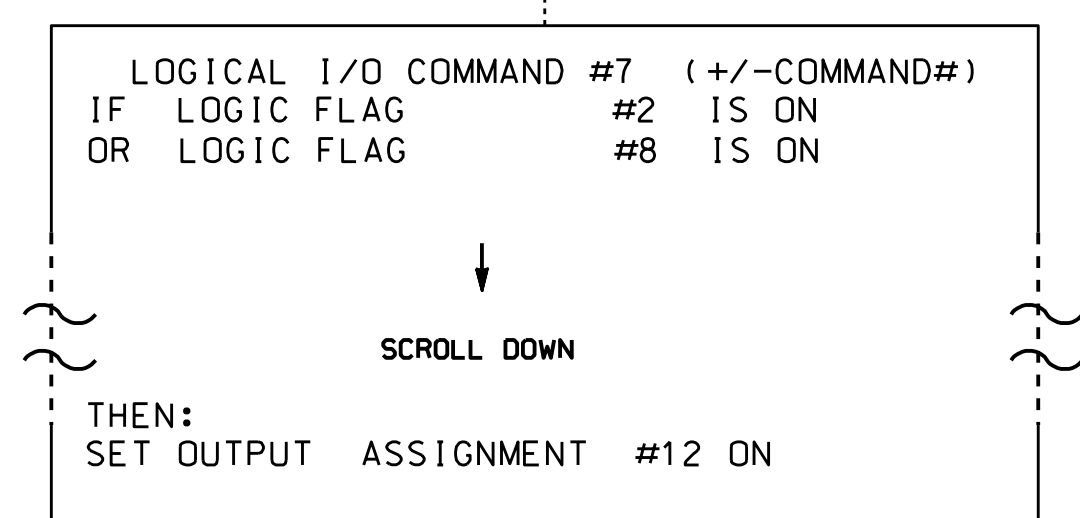 LOGICAL I/O COMMAND #7 (+/-COMMAND#)
IF LOGIC FLAG #2 IS ON
OR LOGIC FLAG #8 IS ON
SCROLL DOWN
THEN:
SET OUTPUT ASSIGNMENT #12 ON